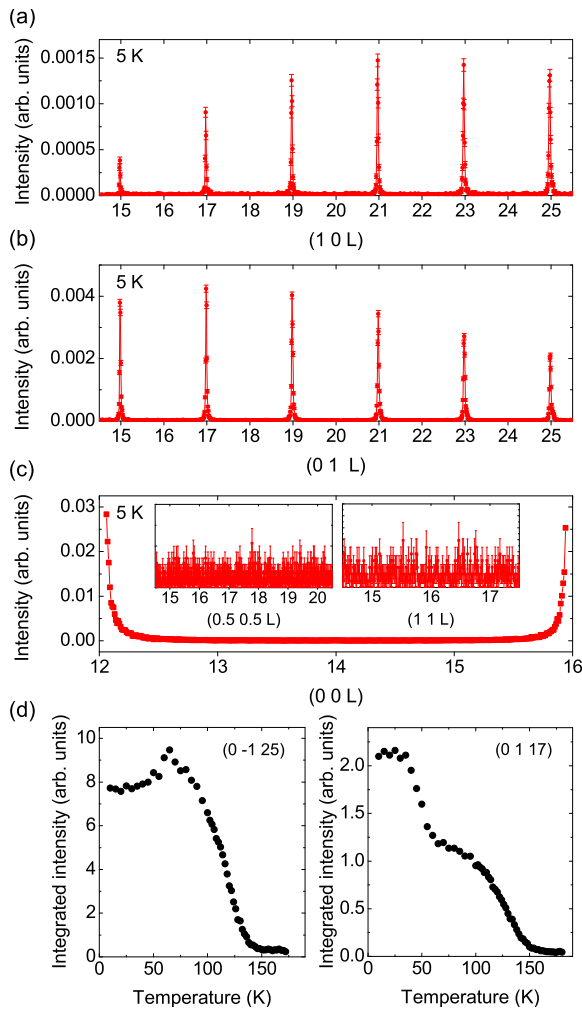 (a)
5 K
Intensity (arb. units)
0.0015
0.0010
0.0005
0.0000
15 16 17 18 19 20 21 22 23 24 25
(1 0 L)
(b)
5 K
Intensity (arb. units)
0.004
0.002
0.000
15 16 17 18 19 20 21 22 23 24 25
(0 1 L)
(c)
5 K
Intensity (arb. units)
0.03
0.02
0.01
0.00
15 16 17 18 19 20
(0.5 0.5 L)
15 16 17
(1 1 L)
12 13 14 15 16
(0 0 L)
(d)
(0 -1 25)
Integrated intensity (arb. units)
10
8
6
4
2
0
0 50 100 150
Temperature (K)
(0 1 17)
Integrated intensity (arb. units)
2.0
1.5
1.0
0.5
0.0
0 50 100 150
Temperature (K)